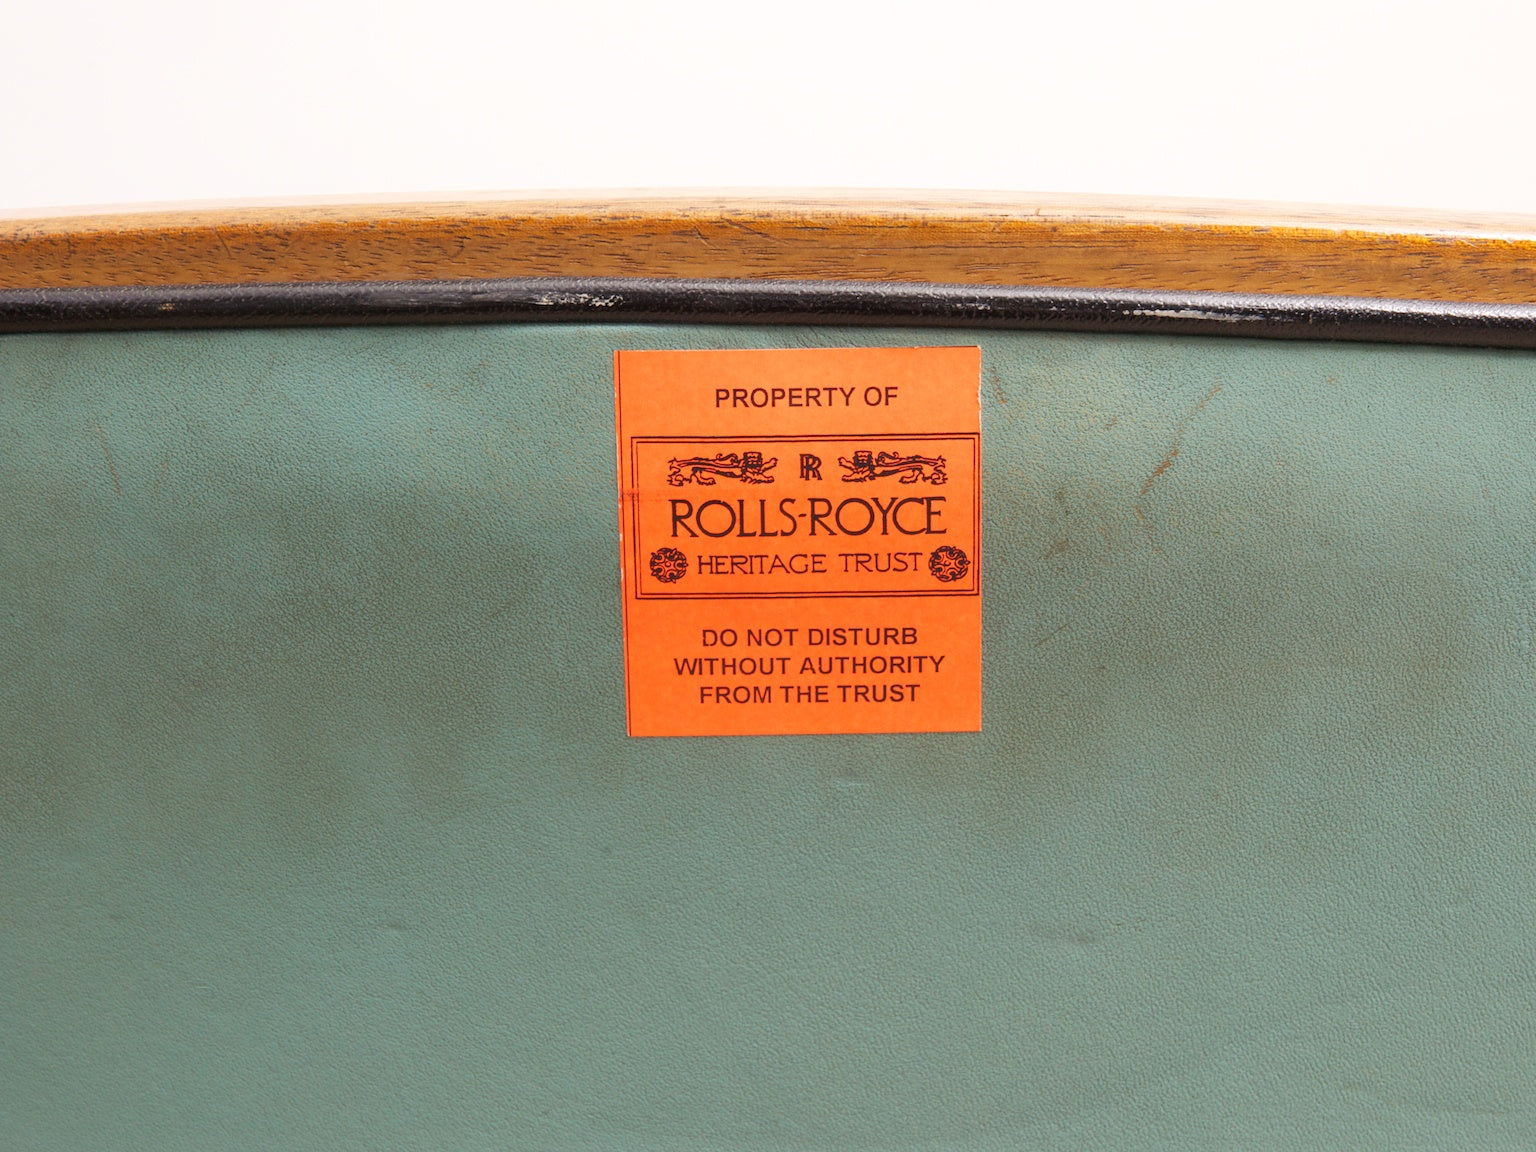 PROPERTY OF
RR
ROLLS-ROYCE
HERITAGE TRUST
DO NOT DISTURB
WITHOUT AUTHORITY
FROM THE TRUST